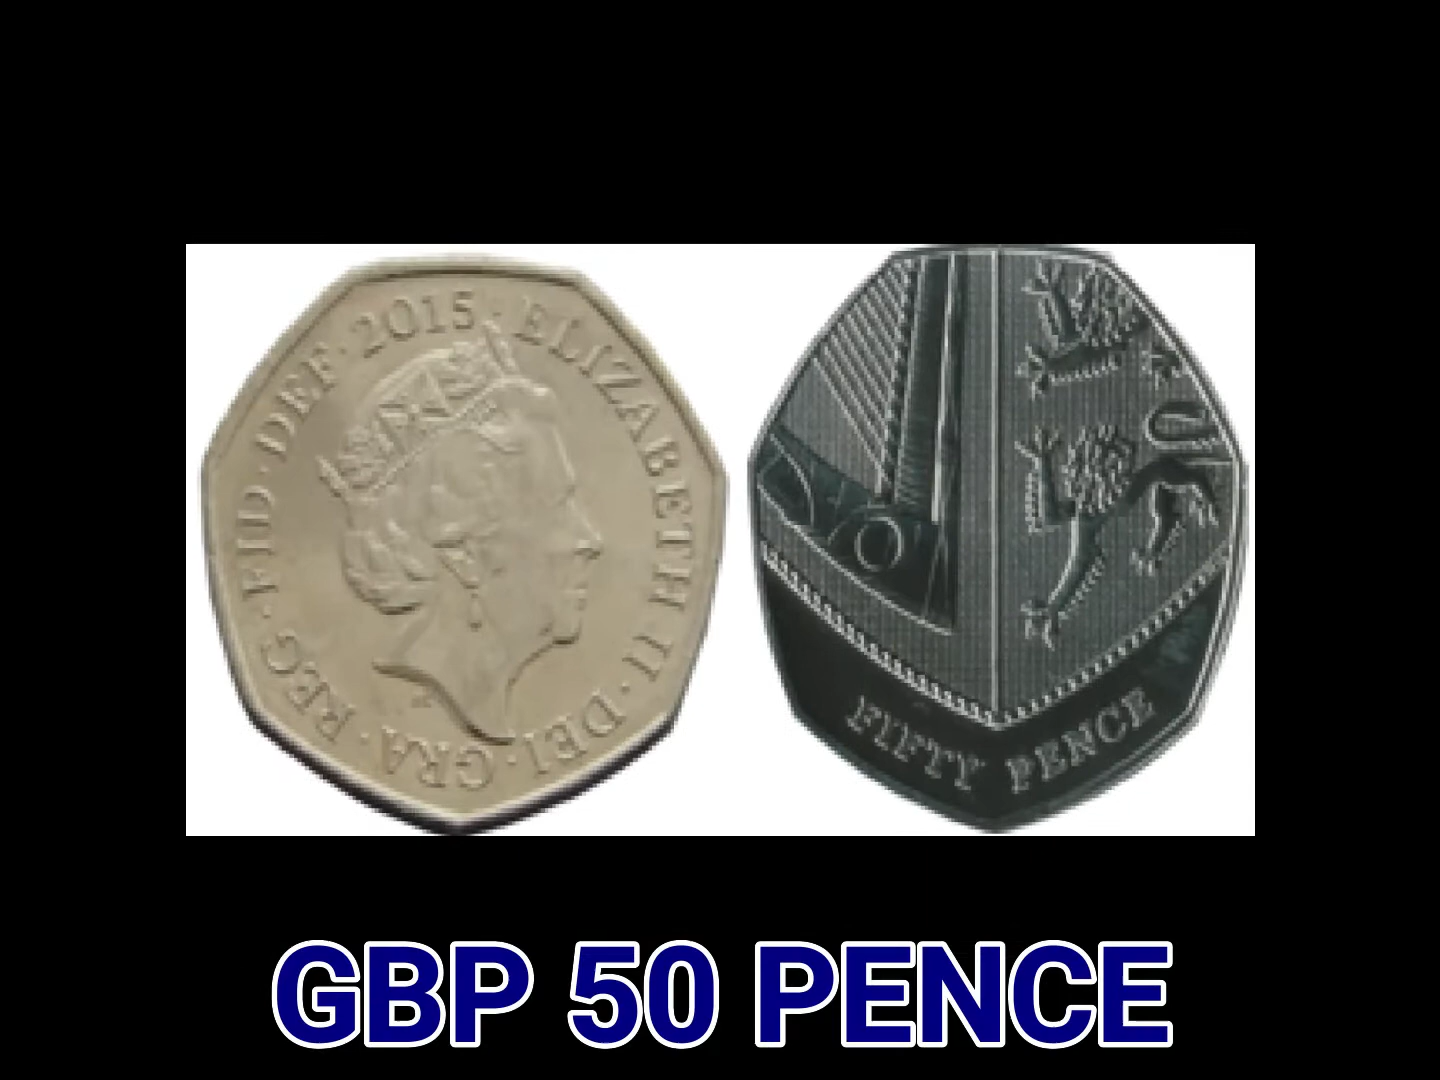 ELIZABETH II · DEI · GRA · REG · FID · DEF · 2015 ·
FIFTY PENCE
GBP 50 PENCE